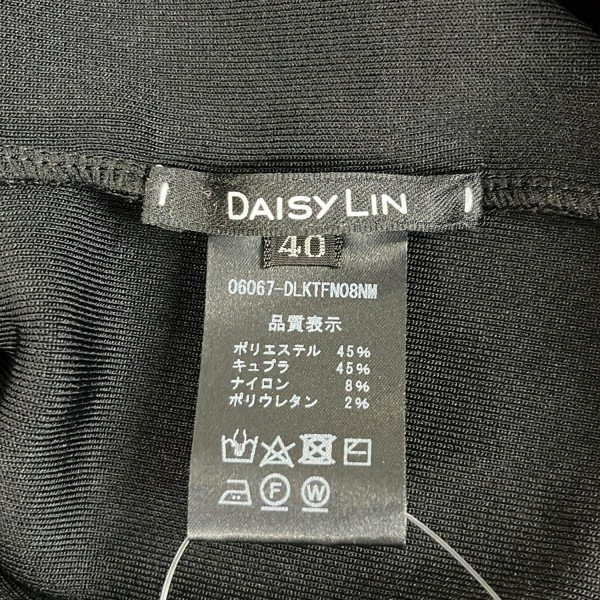 DAISY LIN
40
06067-DLKTFN08NM
品質表示
ポリエステル 45%
キュプラ 45%
ナイロン 8%
ポリウレタン 2%
F W